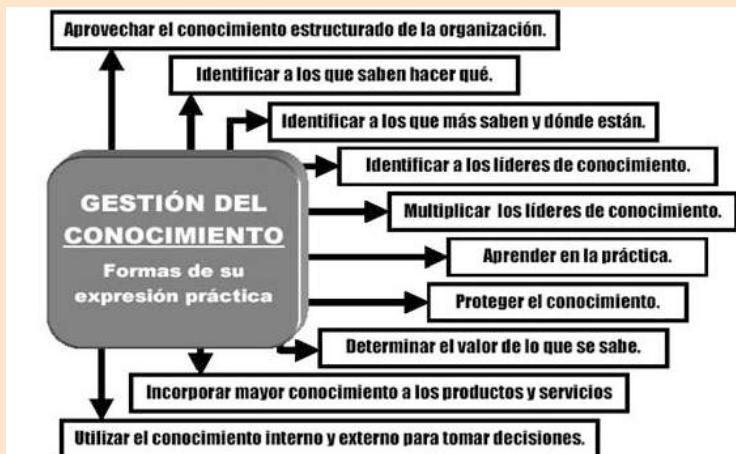 Aprovechar el conocimiento estructurado de la organización.
Identificar a los que saben hacer qué.
Identificar a los que más saben y dónde están.
Identificar a los líderes de conocimiento.
GESTIÓN DEL
CONOCIMIENTO
Formas de su
expresión práctica
Multiplicar los líderes de conocimiento.
Aprender en la práctica.
Proteger el conocimiento.
Determinar el valor de lo que se sabe.
Incorporar mayor conocimiento a los productos y servicios
Utilizar el conocimiento interno y externo para tomar decisiones.